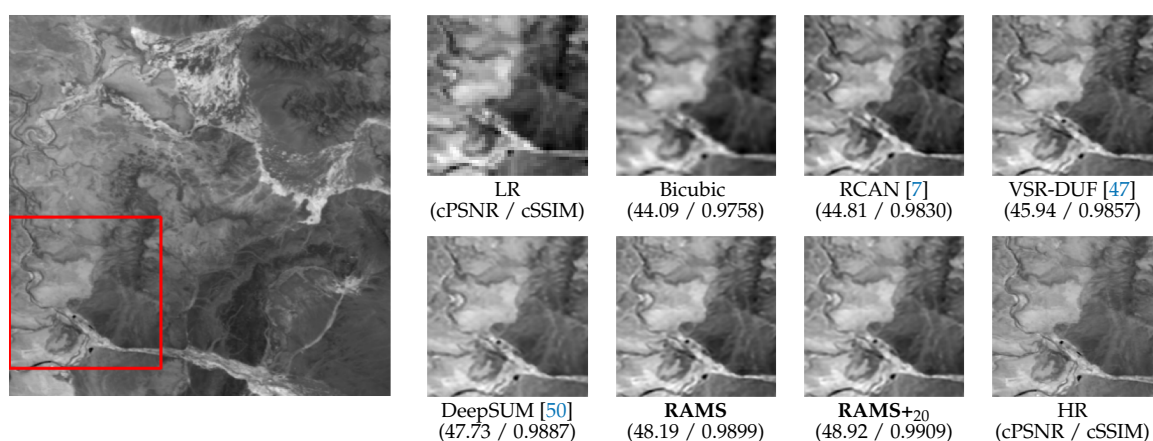 LR
(cPSNR / cSSIM)
Bicubic
(44.09 / 0.9758)
RCAN [7]
(44.81 / 0.9830)
VSR-DUF [47]
(45.94 / 0.9857)
DeepSUM [50]
(47.73 / 0.9887)
RAMS
(48.19 / 0.9899)
RAMS+20
(48.92 / 0.9909)
HR
(cPSNR / cSSIM)